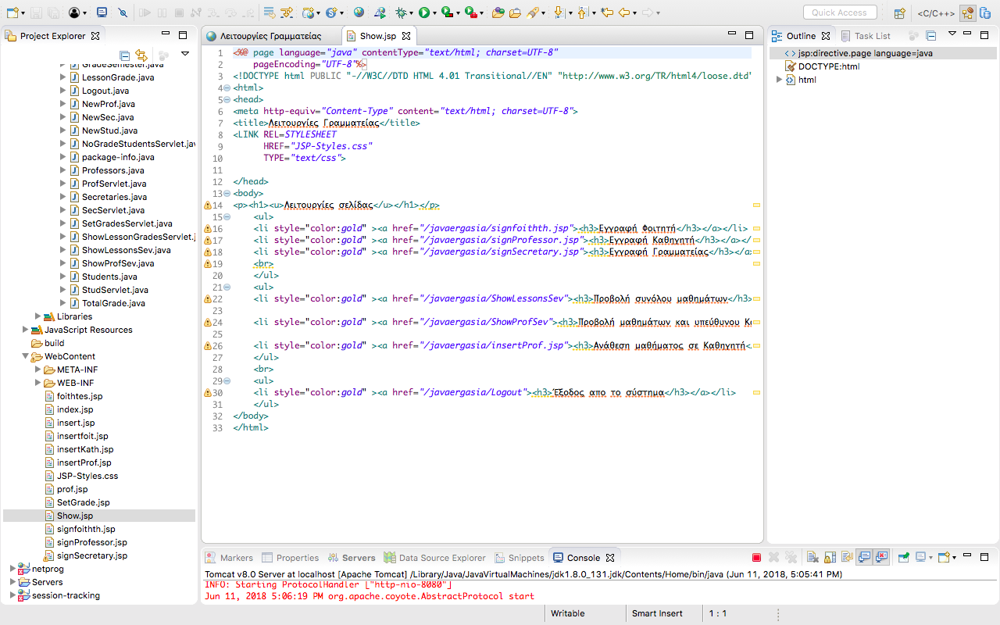 Quick Access
<C/C++>
Project Explorer
GradeSemester.java
LessonGrade.java
Logout.java
NewProf.java
NewSec.java
NewStud.java
NoGradeStudentsServlet.jav
package-info.java
Professors.java
ProfServlet.java
Secretaries.java
SecServlet.java
SetGradesServlet.java
ShowLessonGradesServlet.j
ShowLessonsSev.java
ShowProfSev.java
Students.java
StudServlet.java
TotalGrade.java
Libraries
JavaScript Resources
build
WebContent
META-INF
WEB-INF
foithtes.jsp
index.jsp
insert.jsp
insertfoit.jsp
insertKath.jsp
insertProf.jsp
JSP-Styles.css
prof.jsp
SetGrade.jsp
Show.jsp
signfoithth.jsp
signProfessor.jsp
signSecretary.jsp
netprog
Servers
session-tracking
Λειτουργίες Γραμματείας
Show.jsp
1 <%@ page language="java" contentType="text/html; charset=UTF-8"
2 pageEncoding="UTF-8"%>
3 <!DOCTYPE html PUBLIC "-//W3C//DTD HTML 4.01 Transitional//EN" "http://www.w3.org/TR/html4/loose.dtd"
4 <html>
5 <head>
6 <meta http-equiv="Content-Type" content="text/html; charset=UTF-8">
7 <title>Λειτουργίες Γραμματείας</title>
8 <LINK REL=STYLESHEET
9 HREF="JSP-Styles.css"
10 TYPE="text/css">
11
12 </head>
13 <body>
14 <p><h1><u>Λειτουργίες σελίδας</u></h1></p>
15 <ul>
16 <li style="color:gold" ><a href="/javaergasia/signfoithth.jsp"><h3>Εγγραφή Φοιτητή</h3></a></li>
17 <li style="color:gold" ><a href="/javaergasia/signProfessor.jsp"><h3>Εγγραφή Καθηγητή</h3></a></
18 <li style="color:gold" ><a href="/javaergasia/signSecretary.jsp"><h3>Εγγραφή Γραμματείας</h3></a>
19 <br>
20 </ul>
21 <ul>
22 <li style="color:gold" ><a href="/javaergasia/ShowLessonsSev"><h3>Προβολή συνόλου μαθημάτων</h3>
23
24 <li style="color:gold" ><a href="/javaergasia/ShowProfSev"><h3>Προβολή μαθημάτων και υπεύθυνου Κα
25
26 <li style="color:gold" ><a href="/javaergasia/insertProf.jsp"><h3>Ανάθεση μαθήματος σε Καθηγητή<
27 </ul>
28 <br>
29 <ul>
30 <li style="color:gold" ><a href="/javaergasia/Logout"><h3>Έξοδος απο το σύστημα</h3></a></li>
31 </ul>
32 </body>
33 </html>
Outline
Task List
jsp:directive.page language=java
DOCTYPE:html
html
Markers
Properties
Servers
Data Source Explorer
Snippets
Console
Tomcat v8.0 Server at localhost [Apache Tomcat] /Library/Java/JavaVirtualMachines/jdk1.8.0_131.jdk/Contents/Home/bin/java (Jun 11, 2018, 5:05:41 PM)
INFO: Starting ProtocolHandler ["http-nio-8080"]
Jun 11, 2018 5:06:19 PM org.apache.coyote.AbstractProtocol start
Writable
Smart Insert
1 : 1